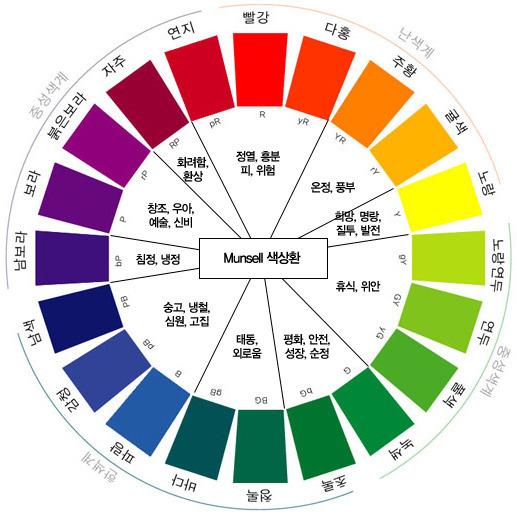 빨강
다홍
주황
귤색
노랑
노랑연두
연두
풀색
녹색
초록
청록
바다
파랑
감청
남색
남보라
보라
붉은보라
자주
연지
난색계
중성색계
한색계
중성색계
R
yR
YR
rY
Y
gY
GY
yG
G
bG
BG
gB
B
pB
PB
bP
P
rP
RP
pR
정열, 흥분
피, 위험
온정, 풍부
희망, 명랑,
질투, 발전
휴식, 위안
평화, 안전,
성장, 순정
태동,
외로움
숭고, 냉철,
심원, 고집
침정, 냉정
창조, 우아,
예술, 신비
화려함,
환상
Munsell 색상환